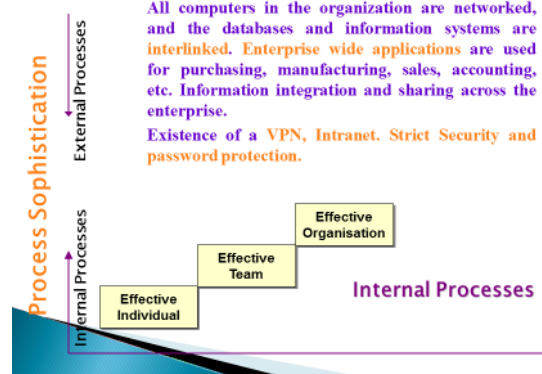 All computers in the organization are networked,
and the databases and information systems are
interlinked. Enterprise wide applications are used
for purchasing, manufacturing, sales, accounting,
etc. Information integration and sharing across the
enterprise.
Existence of a VPN, Intranet. Strict Security and
password protection.
Process Sophistication
External Processes
Internal Processes
Effective
Organisation
Effective
Team
Effective
Individual
Internal Processes